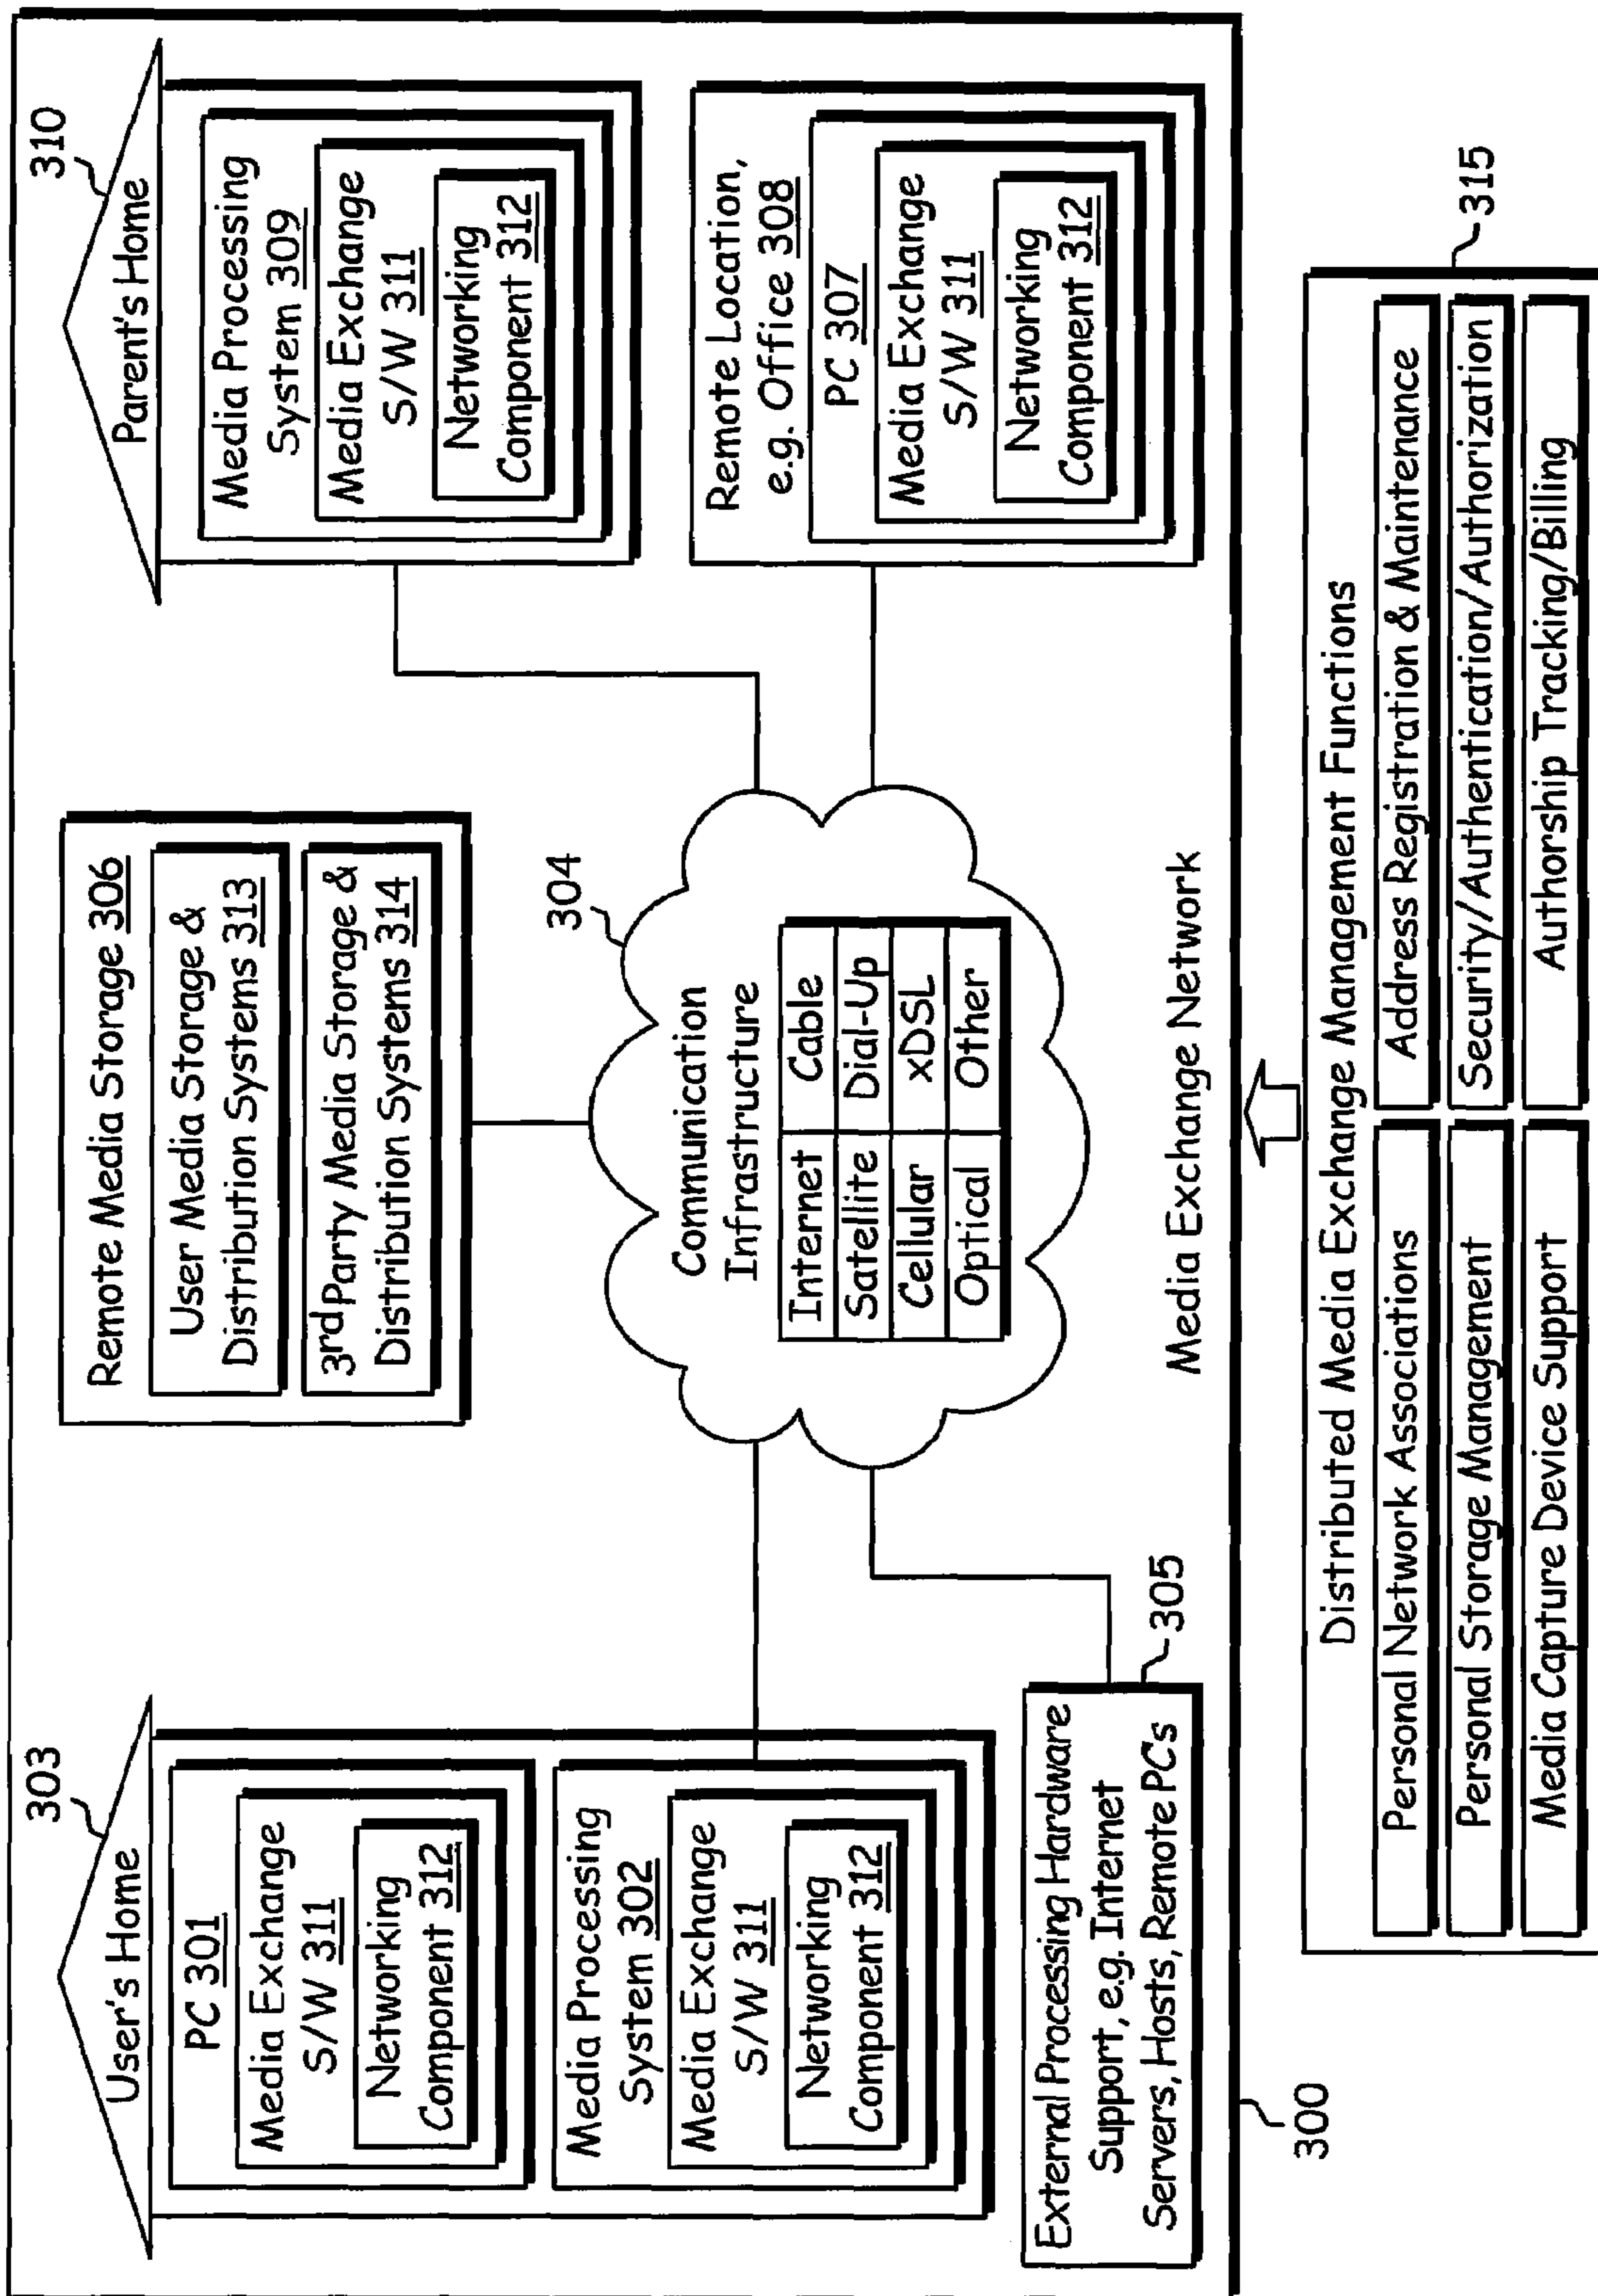 303
User's Home
PC 301
Media Exchange
S/W 311
Networking
Component 312
Media Processing
System 302
Media Exchange
S/W 311
Networking
Component 312
External Processing Hardware
Support, e.g. Internet
Servers, Hosts, Remote PCs
305
300
Remote Media Storage 306
User Media Storage &
Distribution Systems 313
3rd Party Media Storage &
Distribution Systems 314
304
Communication
Infrastructure
Internet Cable
Satellite Dial-Up
Cellular xDSL
Optical Other
Media Exchange Network
310
Parent's Home
Media Processing
System 309
Media Exchange
S/W 311
Networking
Component 312
Remote Location,
e.g. Office 308
PC 307
Media Exchange
S/W 311
Networking
Component 312
Distributed Media Exchange Management Functions
Personal Network Associations
Address Registration & Maintenance
Personal Storage Management
Security/Authentication/Authorization
Media Capture Device Support
Authorship Tracking/Billing
315